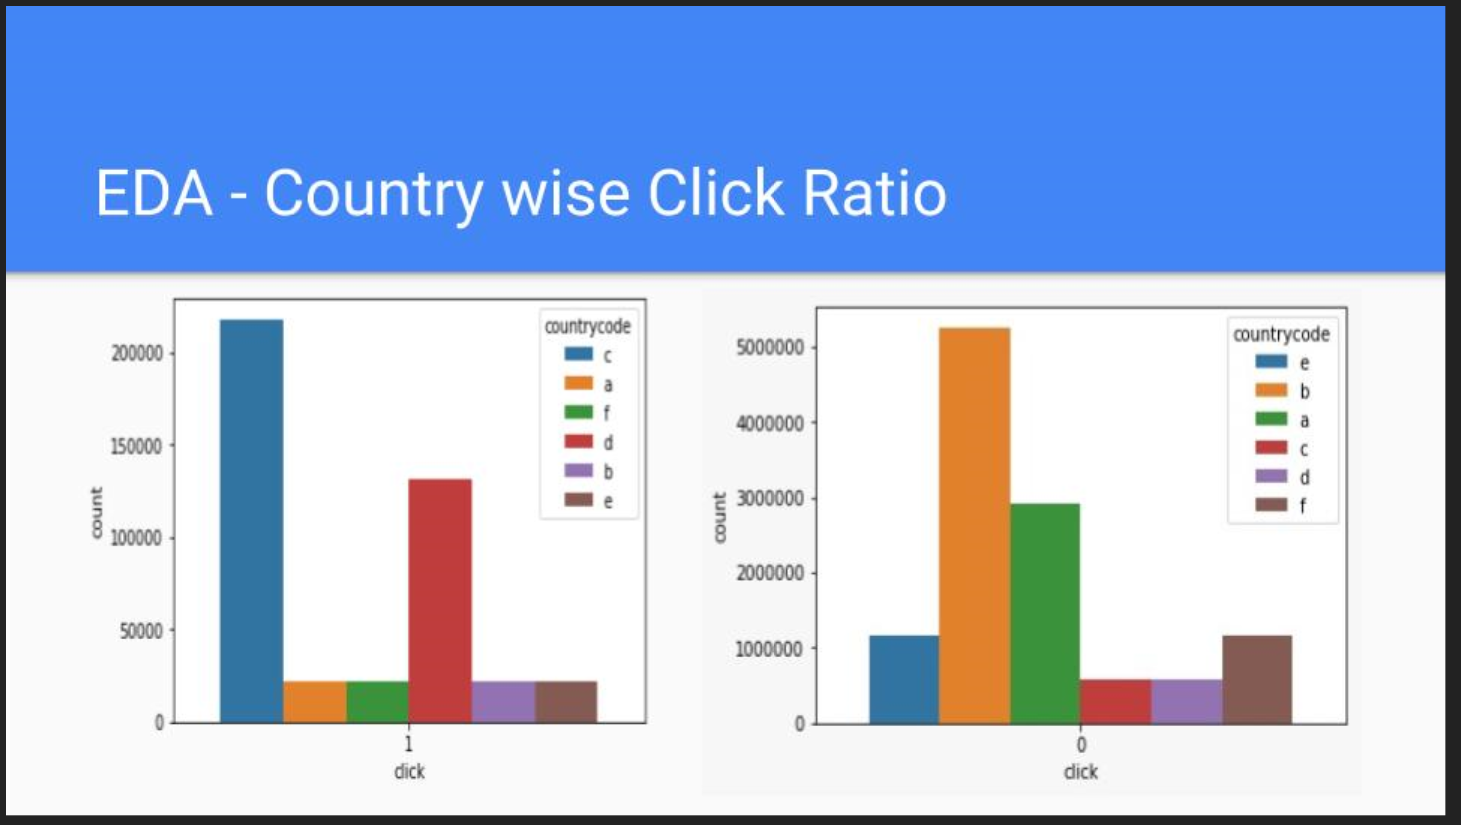 EDA - Country wise Click Ratio
countrycode
c
a
f
d
b
e
200000
150000
100000
50000
0
count
1
click
countrycode
e
b
a
c
d
f
5000000
4000000
3000000
2000000
1000000
0
count
0
click